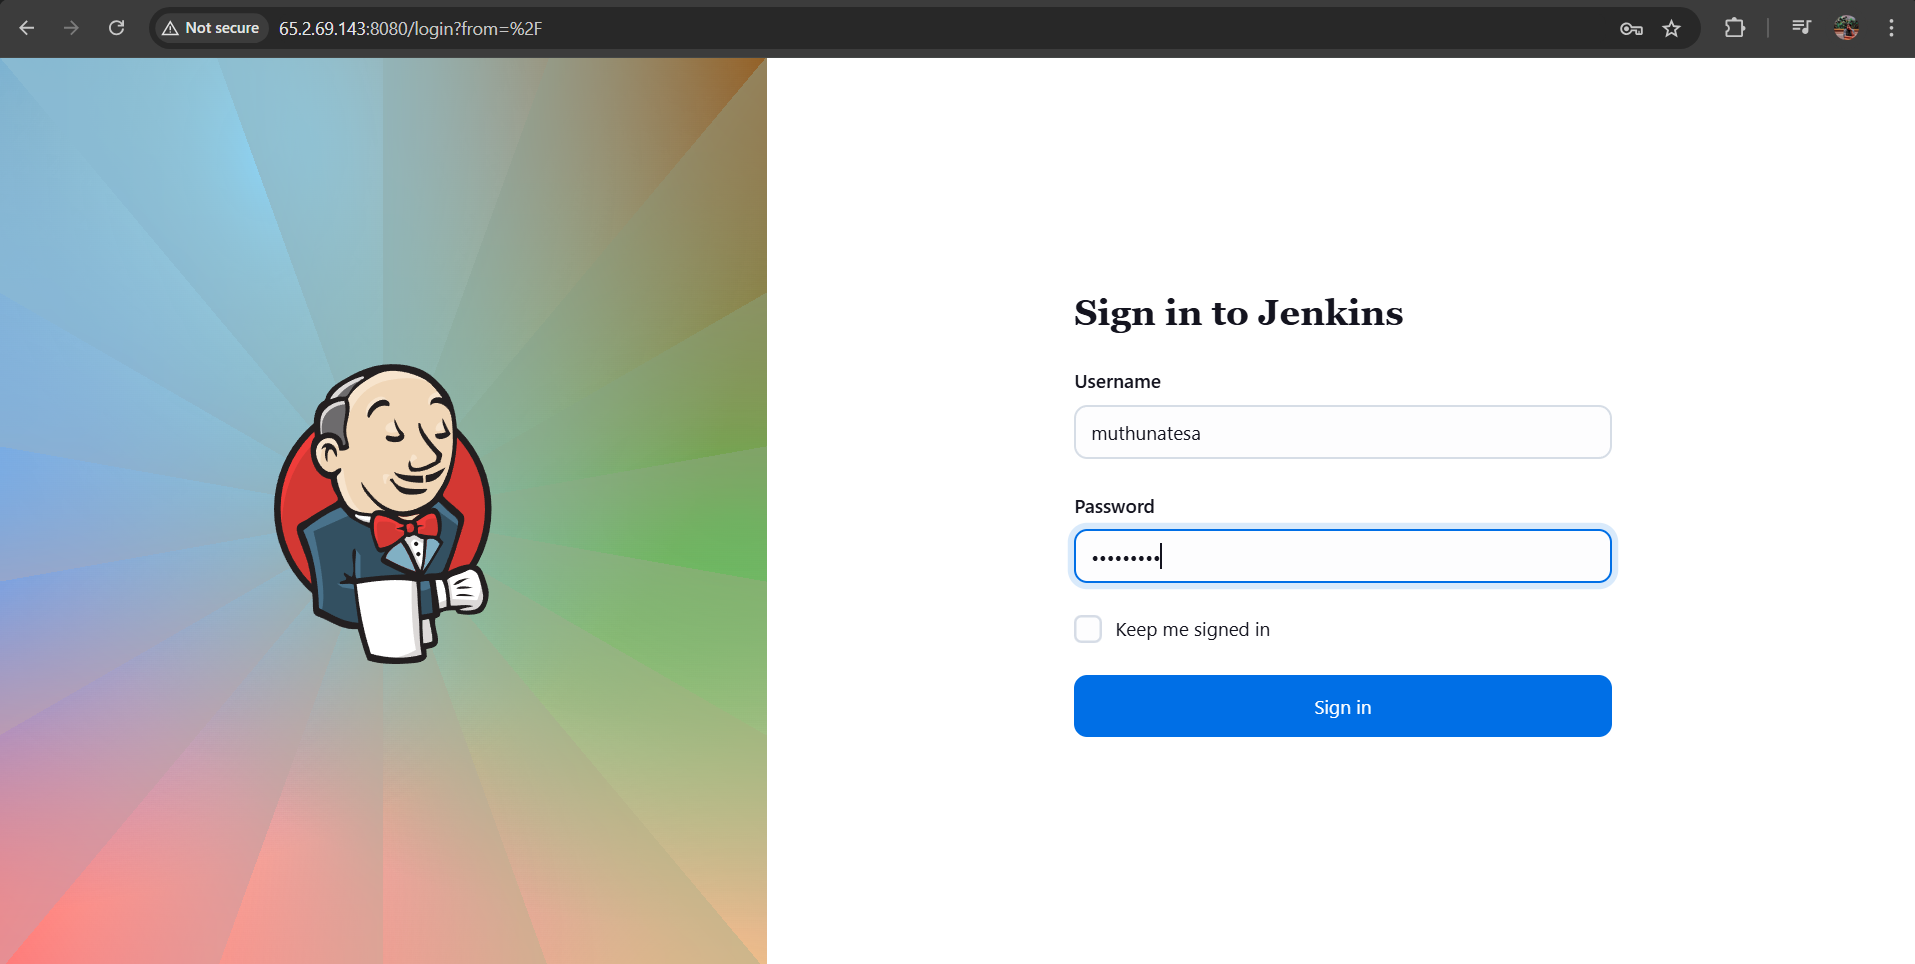 Not secure
65.2.69.143:8080/login?from=%2F
Sign in to Jenkins
Username
muthunatesa
Password
•••••••••
Keep me signed in
Sign in